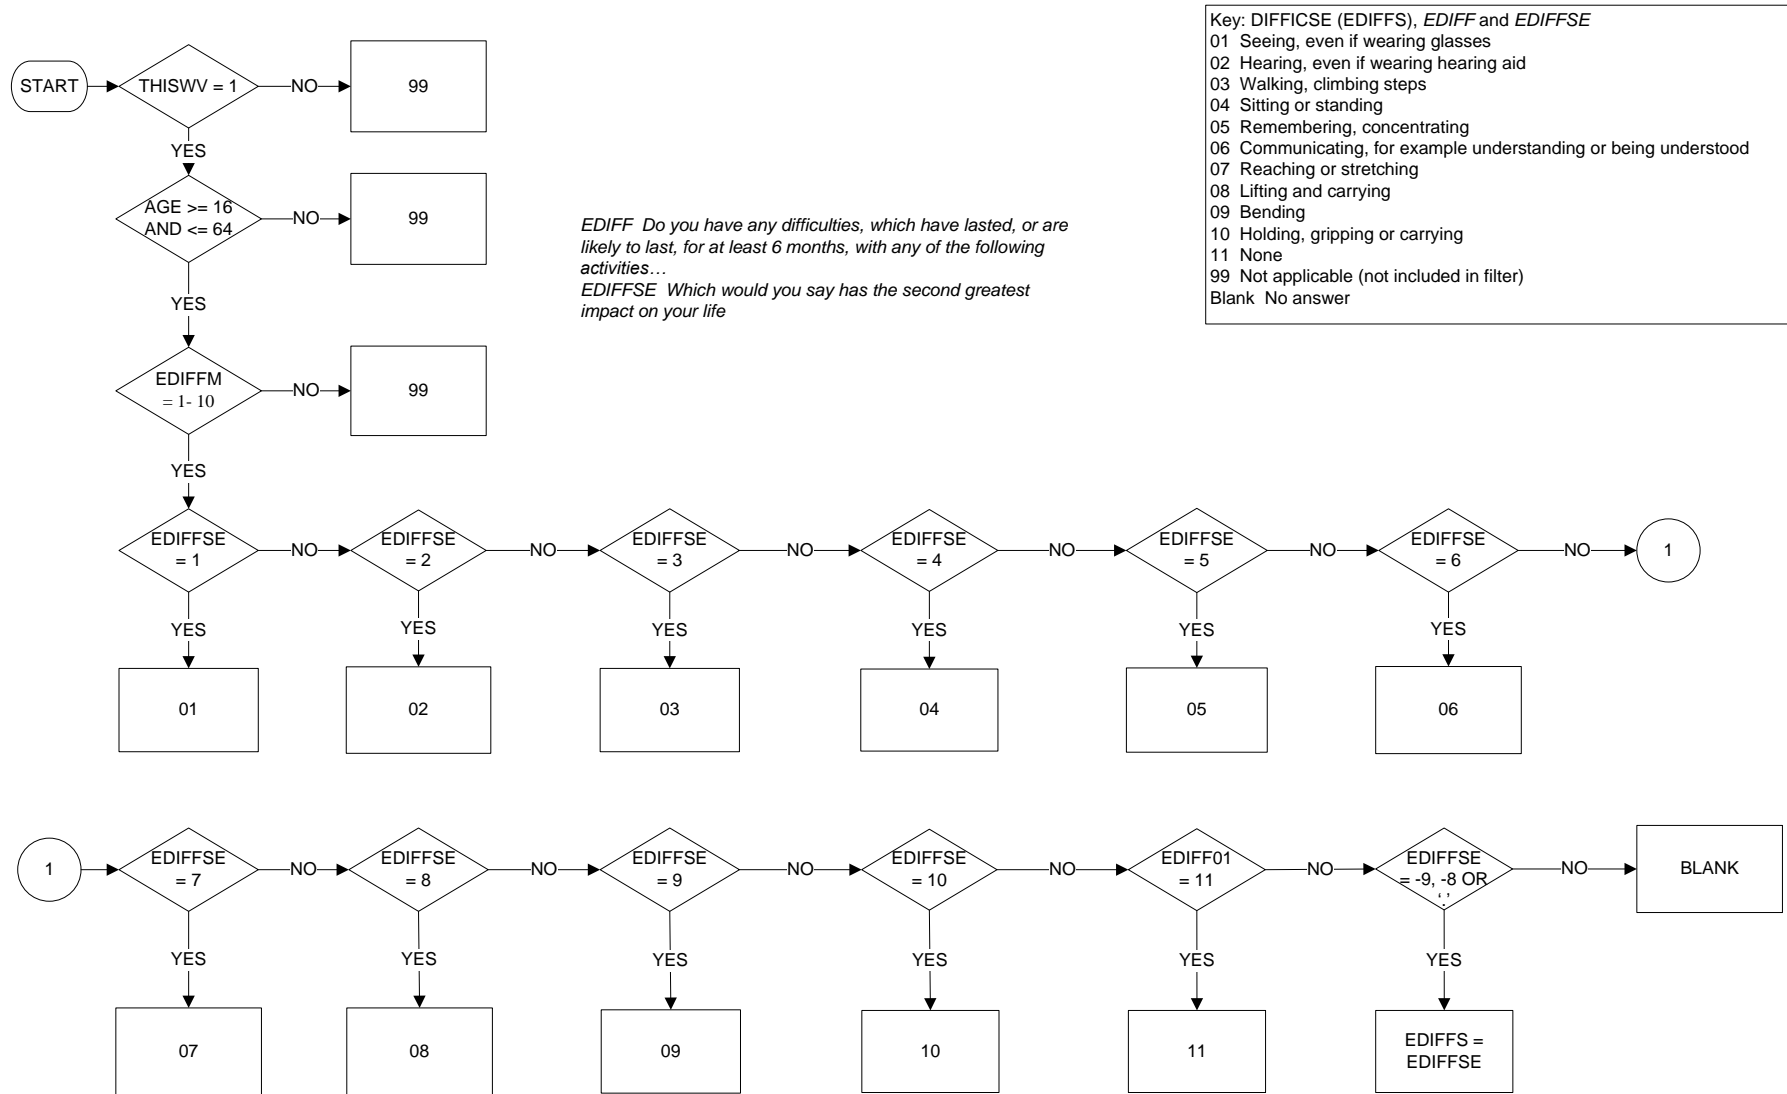 Key: DIFFICSE (EDIFFS), EDIFF and EDIFFSE
01 Seeing, even if wearing glasses
02 Hearing, even if wearing hearing aid
03 Walking, climbing steps
04 Sitting or standing
05 Remembering, concentrating
06 Communicating, for example understanding or being understood
07 Reaching or stretching
08 Lifting and carrying
09 Bending
10 Holding, gripping or carrying
11 None
99 Not applicable (not included in filter)
Blank No answer
START
THISWV = 1
NO
99
YES
AGE >= 16
AND <= 64
NO
99
EDIFF Do you have any difficulties, which have lasted, or are
likely to last, for at least 6 months, with any of the following
activities…
EDIFFSE Which would you say has the second greatest
impact on your life
YES
EDIFFM
= 1- 10
NO
99
YES
EDIFFSE
= 1
NO
EDIFFSE
= 2
NO
EDIFFSE
= 3
NO
EDIFFSE
= 4
NO
EDIFFSE
= 5
NO
EDIFFSE
= 6
NO
1
YES
YES
YES
YES
YES
YES
01
02
03
04
05
06
1
EDIFFSE
= 7
NO
EDIFFSE
= 8
NO
EDIFFSE
= 9
NO
EDIFFSE
= 10
NO
EDIFF01
= 11
NO
EDIFFSE
= -9, -8 OR
‘.’
NO
BLANK
YES
YES
YES
YES
YES
YES
07
08
09
10
11
EDIFFS =
EDIFFSE